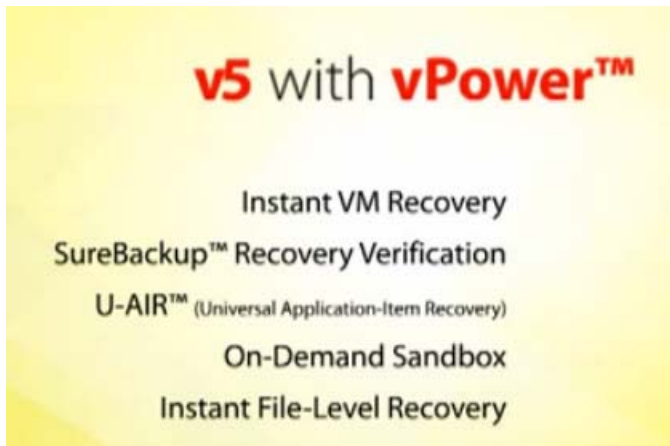 v5 with vPower™
Instant VM Recovery
SureBackup™ Recovery Verification
U-AIR™ (Universal Application-Item Recovery)
On-Demand Sandbox
Instant File-Level Recovery